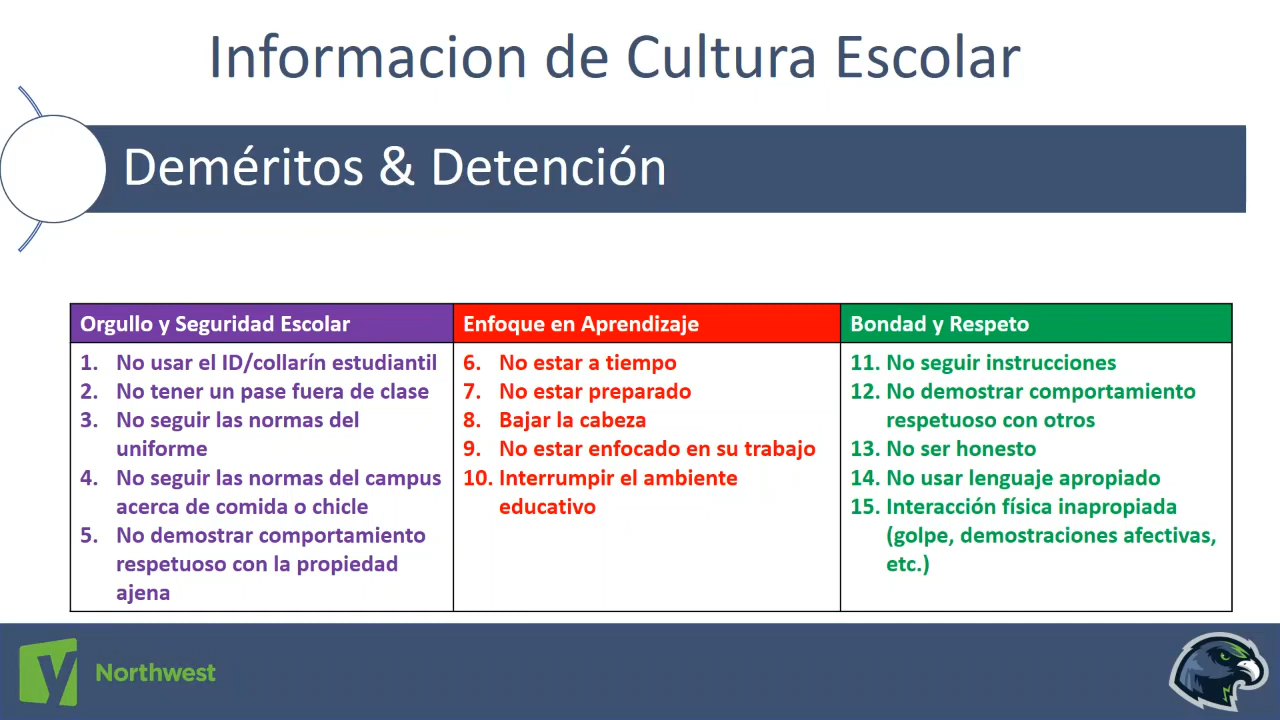 Informacion de Cultura Escolar
Deméritos & Detención
Orgullo y Seguridad Escolar
1. No usar el ID/collarín estudiantil
2. No tener un pase fuera de clase
3. No seguir las normas del
uniforme
4. No seguir las normas del campus
acerca de comida o chicle
5. No demostrar comportamiento
respetuoso con la propiedad
ajena
Enfoque en Aprendizaje
6. No estar a tiempo
7. No estar preparado
8. Bajar la cabeza
9. No estar enfocado en su trabajo
10. Interrumpir el ambiente
educativo
Bondad y Respeto
11. No seguir instrucciones
12. No demostrar comportamiento
respetuoso con otros
13. No ser honesto
14. No usar lenguaje apropiado
15. Interacción física inapropiada
(golpe, demostraciones afectivas,
etc.)
Y Northwest